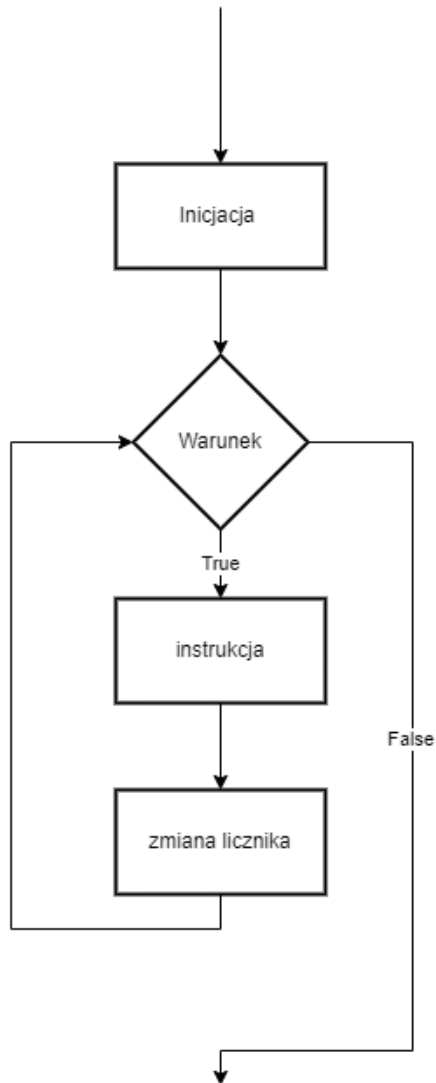 Inicjacja
Warunek
True
instrukcja
False
zmiana licznika